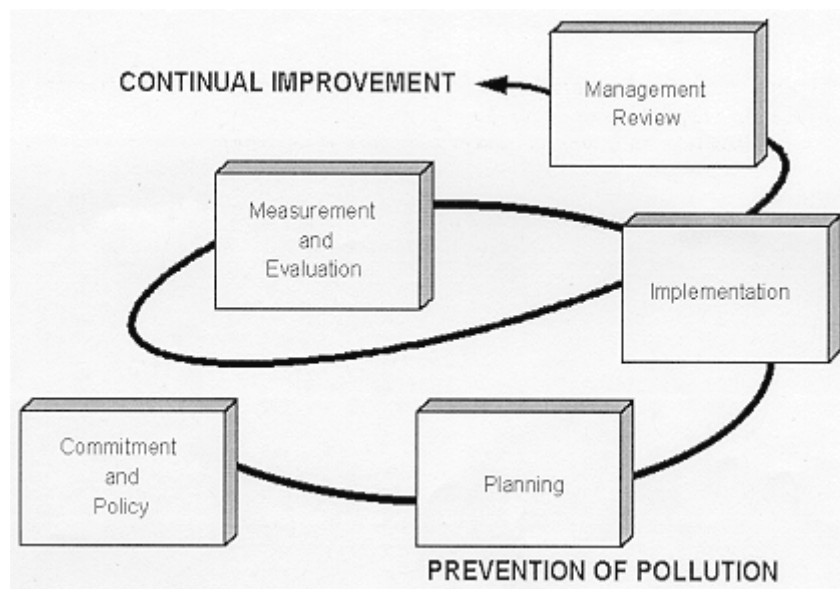 Management
Review
CONTINUAL IMPROVEMENT
Measurement
and
Evaluation
Implementation
Commitment
and
Policy
Planning
PREVENTION OF POLLUTION